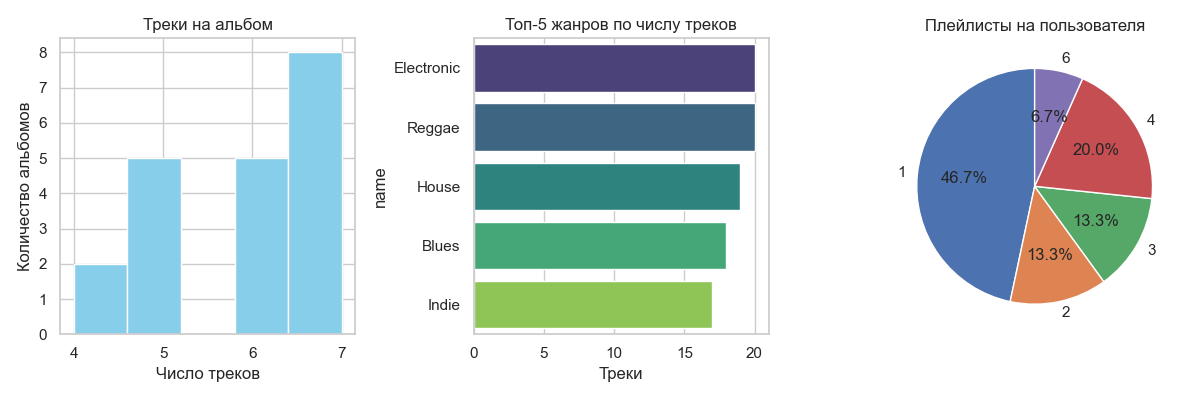 Треки на альбом
Количество альбомов
8
7
6
5
4
3
2
1
0
4 5 6 7
Число треков
Топ-5 жанров по числу треков
name
Electronic
Reggae
House
Blues
Indie
0 5 10 15 20
Треки
Плейлисты на пользователя
6
6.7%
4
20.0%
1
46.7%
13.3%
3
13.3%
2